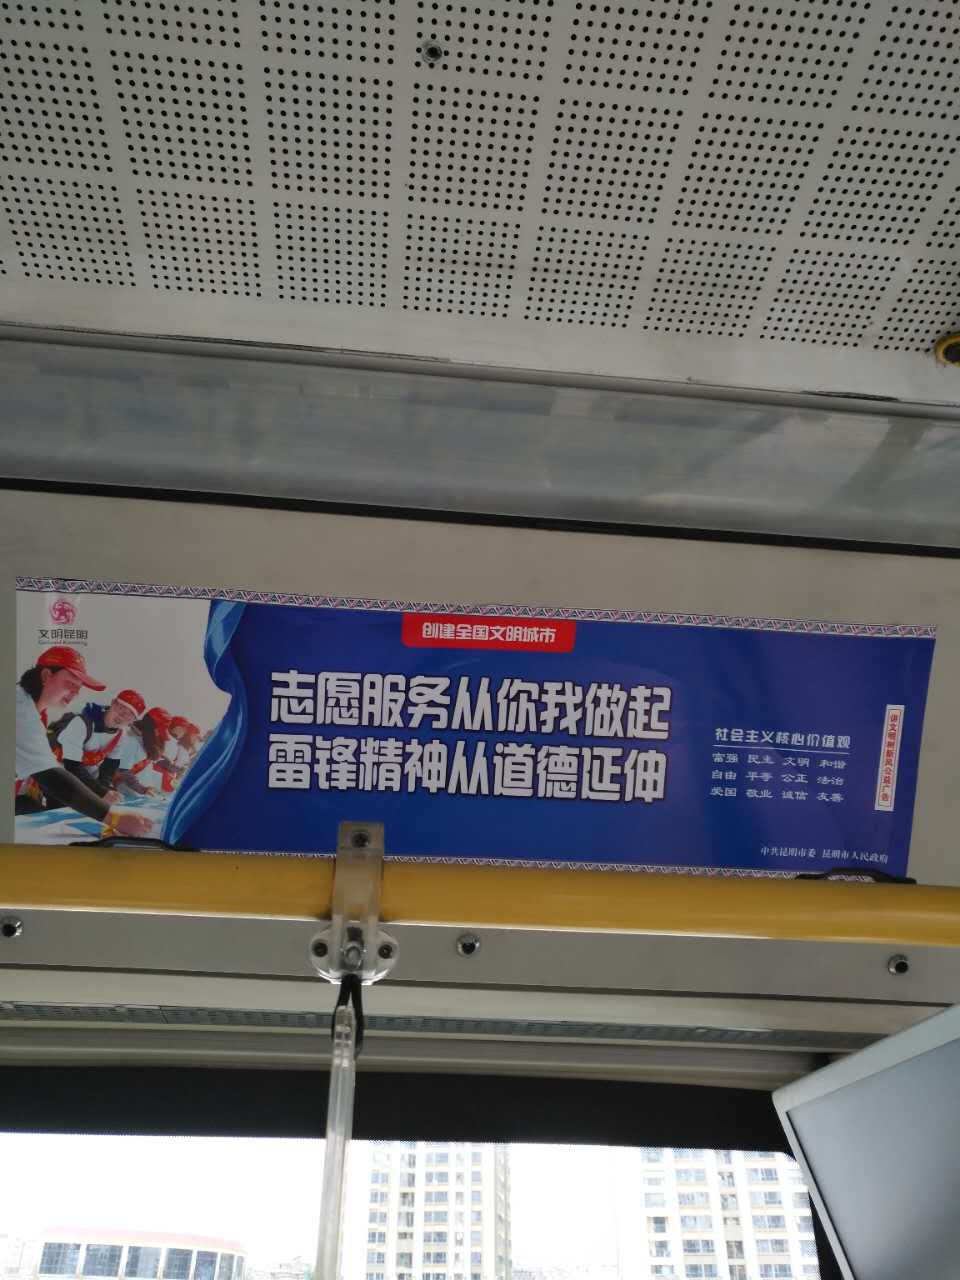 文明昆明
创建全国文明城市
志愿服务从你我做起
雷锋精神从道德延伸
社会主义核心价值观
富强 民主 文明 和谐
自由 平等 公正 法治
爱国 敬业 诚信 友善
讲文明树新风公益广告
中共昆明市委 昆明市人民政府